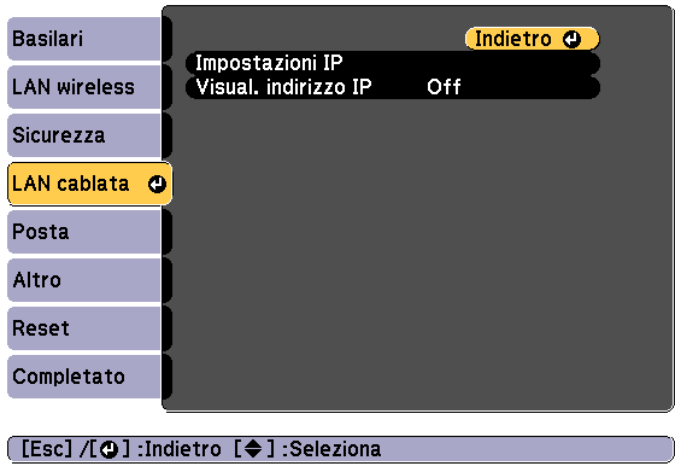 Basilari
LAN wireless
Sicurezza
LAN cablata
Posta
Altro
Reset
Completato
Indietro
Impostazioni IP
Visual. indirizzo IP Off
[Esc] /[ ] :Indietro [ ] :Seleziona